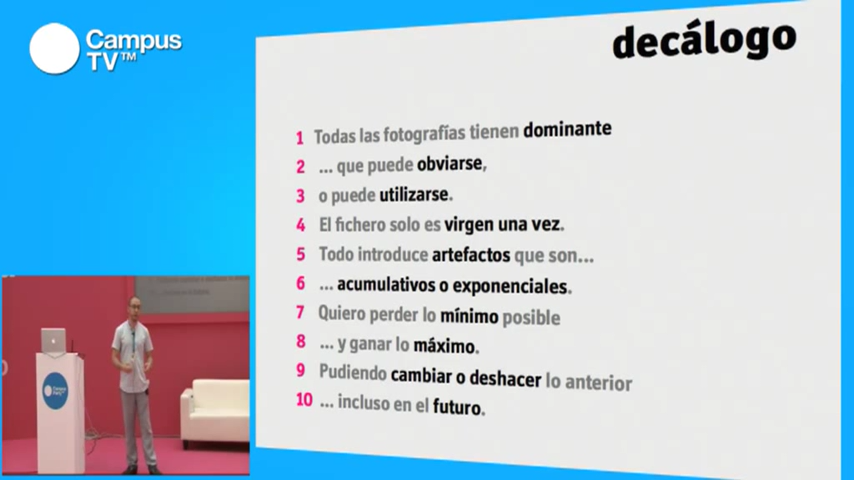 Campus
TV™
decálogo
1 Todas las fotografías tienen dominante
2 ... que puede obviarse,
3 o puede utilizarse.
4 El fichero solo es virgen una vez.
5 Todo introduce artefactos que son...
6 ... acumulativos o exponenciales.
7 Quiero perder lo mínimo posible
8 ... y ganar lo máximo.
9 Pudiendo cambiar o deshacer lo anterior
10 ... incluso en el futuro.